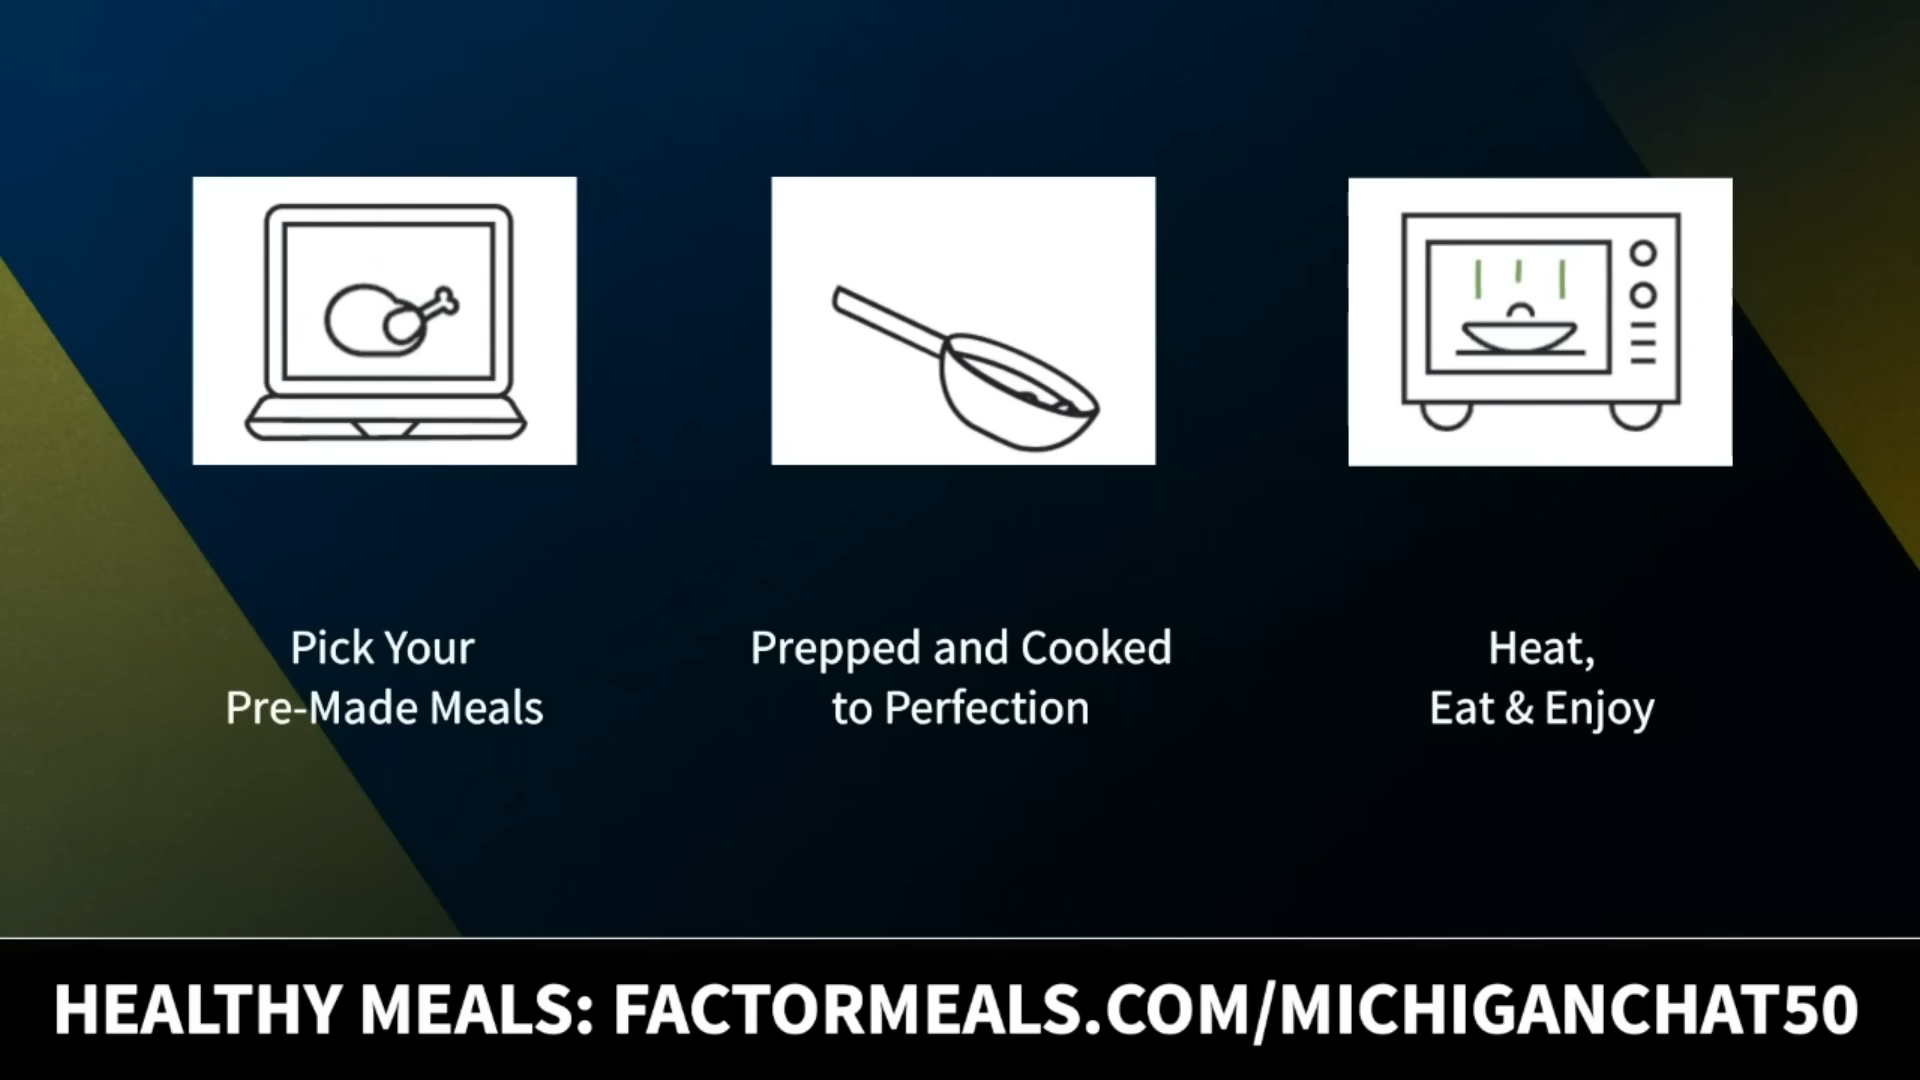 Pick Your
Pre-Made Meals
Prepped and Cooked
to Perfection
Heat,
Eat & Enjoy
HEALTHY MEALS: FACTORMEALS.COM/MICHIGANCHAT50